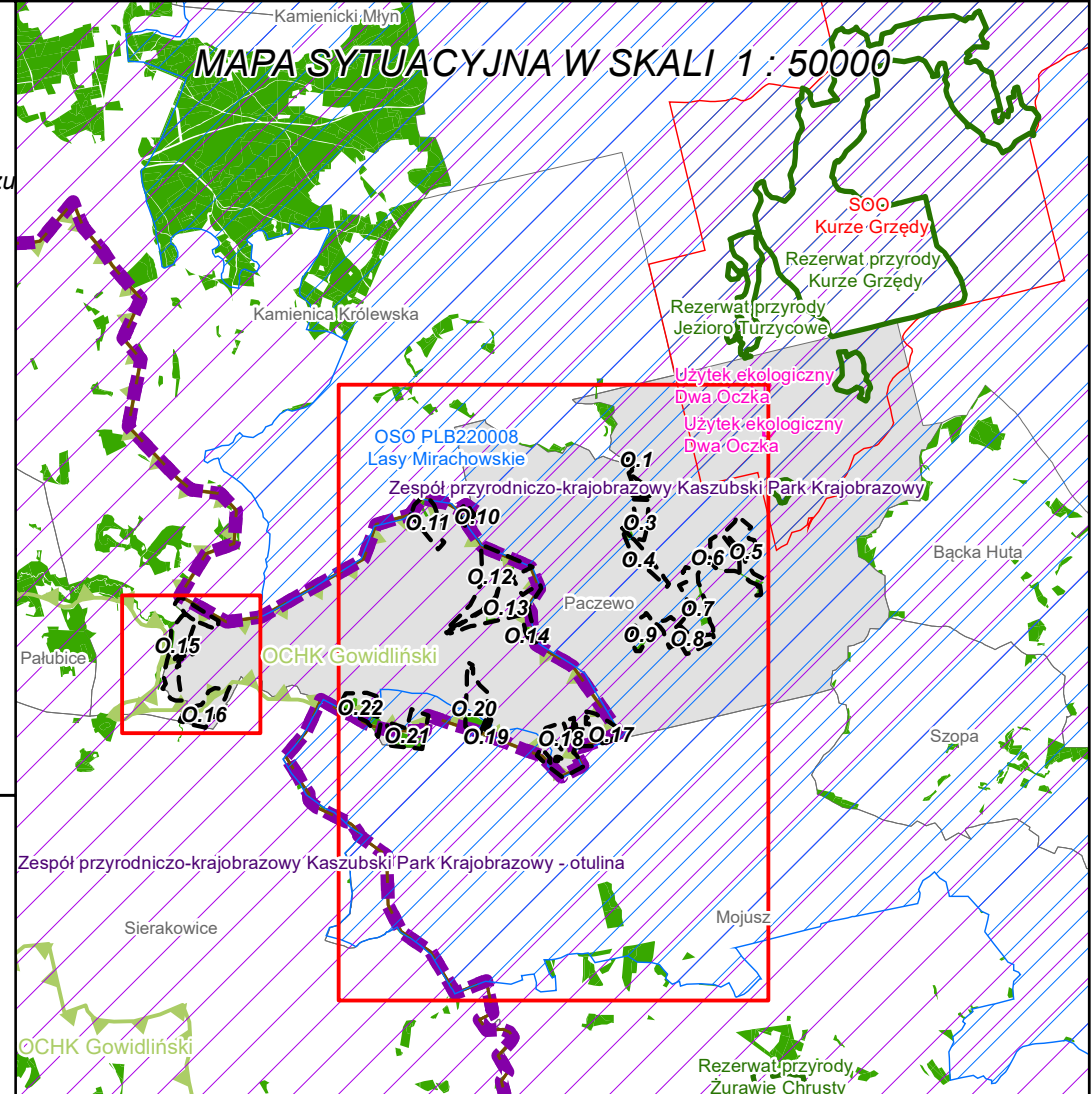 Kamienicki Młyn
MAPA SYTUACYJNA W SKALI 1 : 50000
zu
SOO
Kurze Grzędy
Rezerwat przyrody
Kurze Grzędy
Rezerwat przyrody
Jezioro Turzycowe
Kamienica Królewska
Użytek ekologiczny
Dwa Oczka
Użytek ekologiczny
Dwa Oczka
OSO PLB220008
Lasy Mirachowskie
O.1
Zespół przyrodniczo-krajobrazowy Kaszubski Park Krajobrazowy
O.11
O.10
O.3
O.4
O.6
O.5
Bącka Huta
O.12
O.13
Paczewo
O.7
O.14
O.9
O.8
O.15
Pałubice
OCHK Gowidliński
O.16
O.22
O.20
O.21
O.19
O.18
O.17
Szopa
Zespół przyrodniczo-krajobrazowy Kaszubski Park Krajobrazowy - otulina
Sierakowice
Mojusz
OCHK Gowidliński
Rezerwat przyrody
Żurawie Chrusty